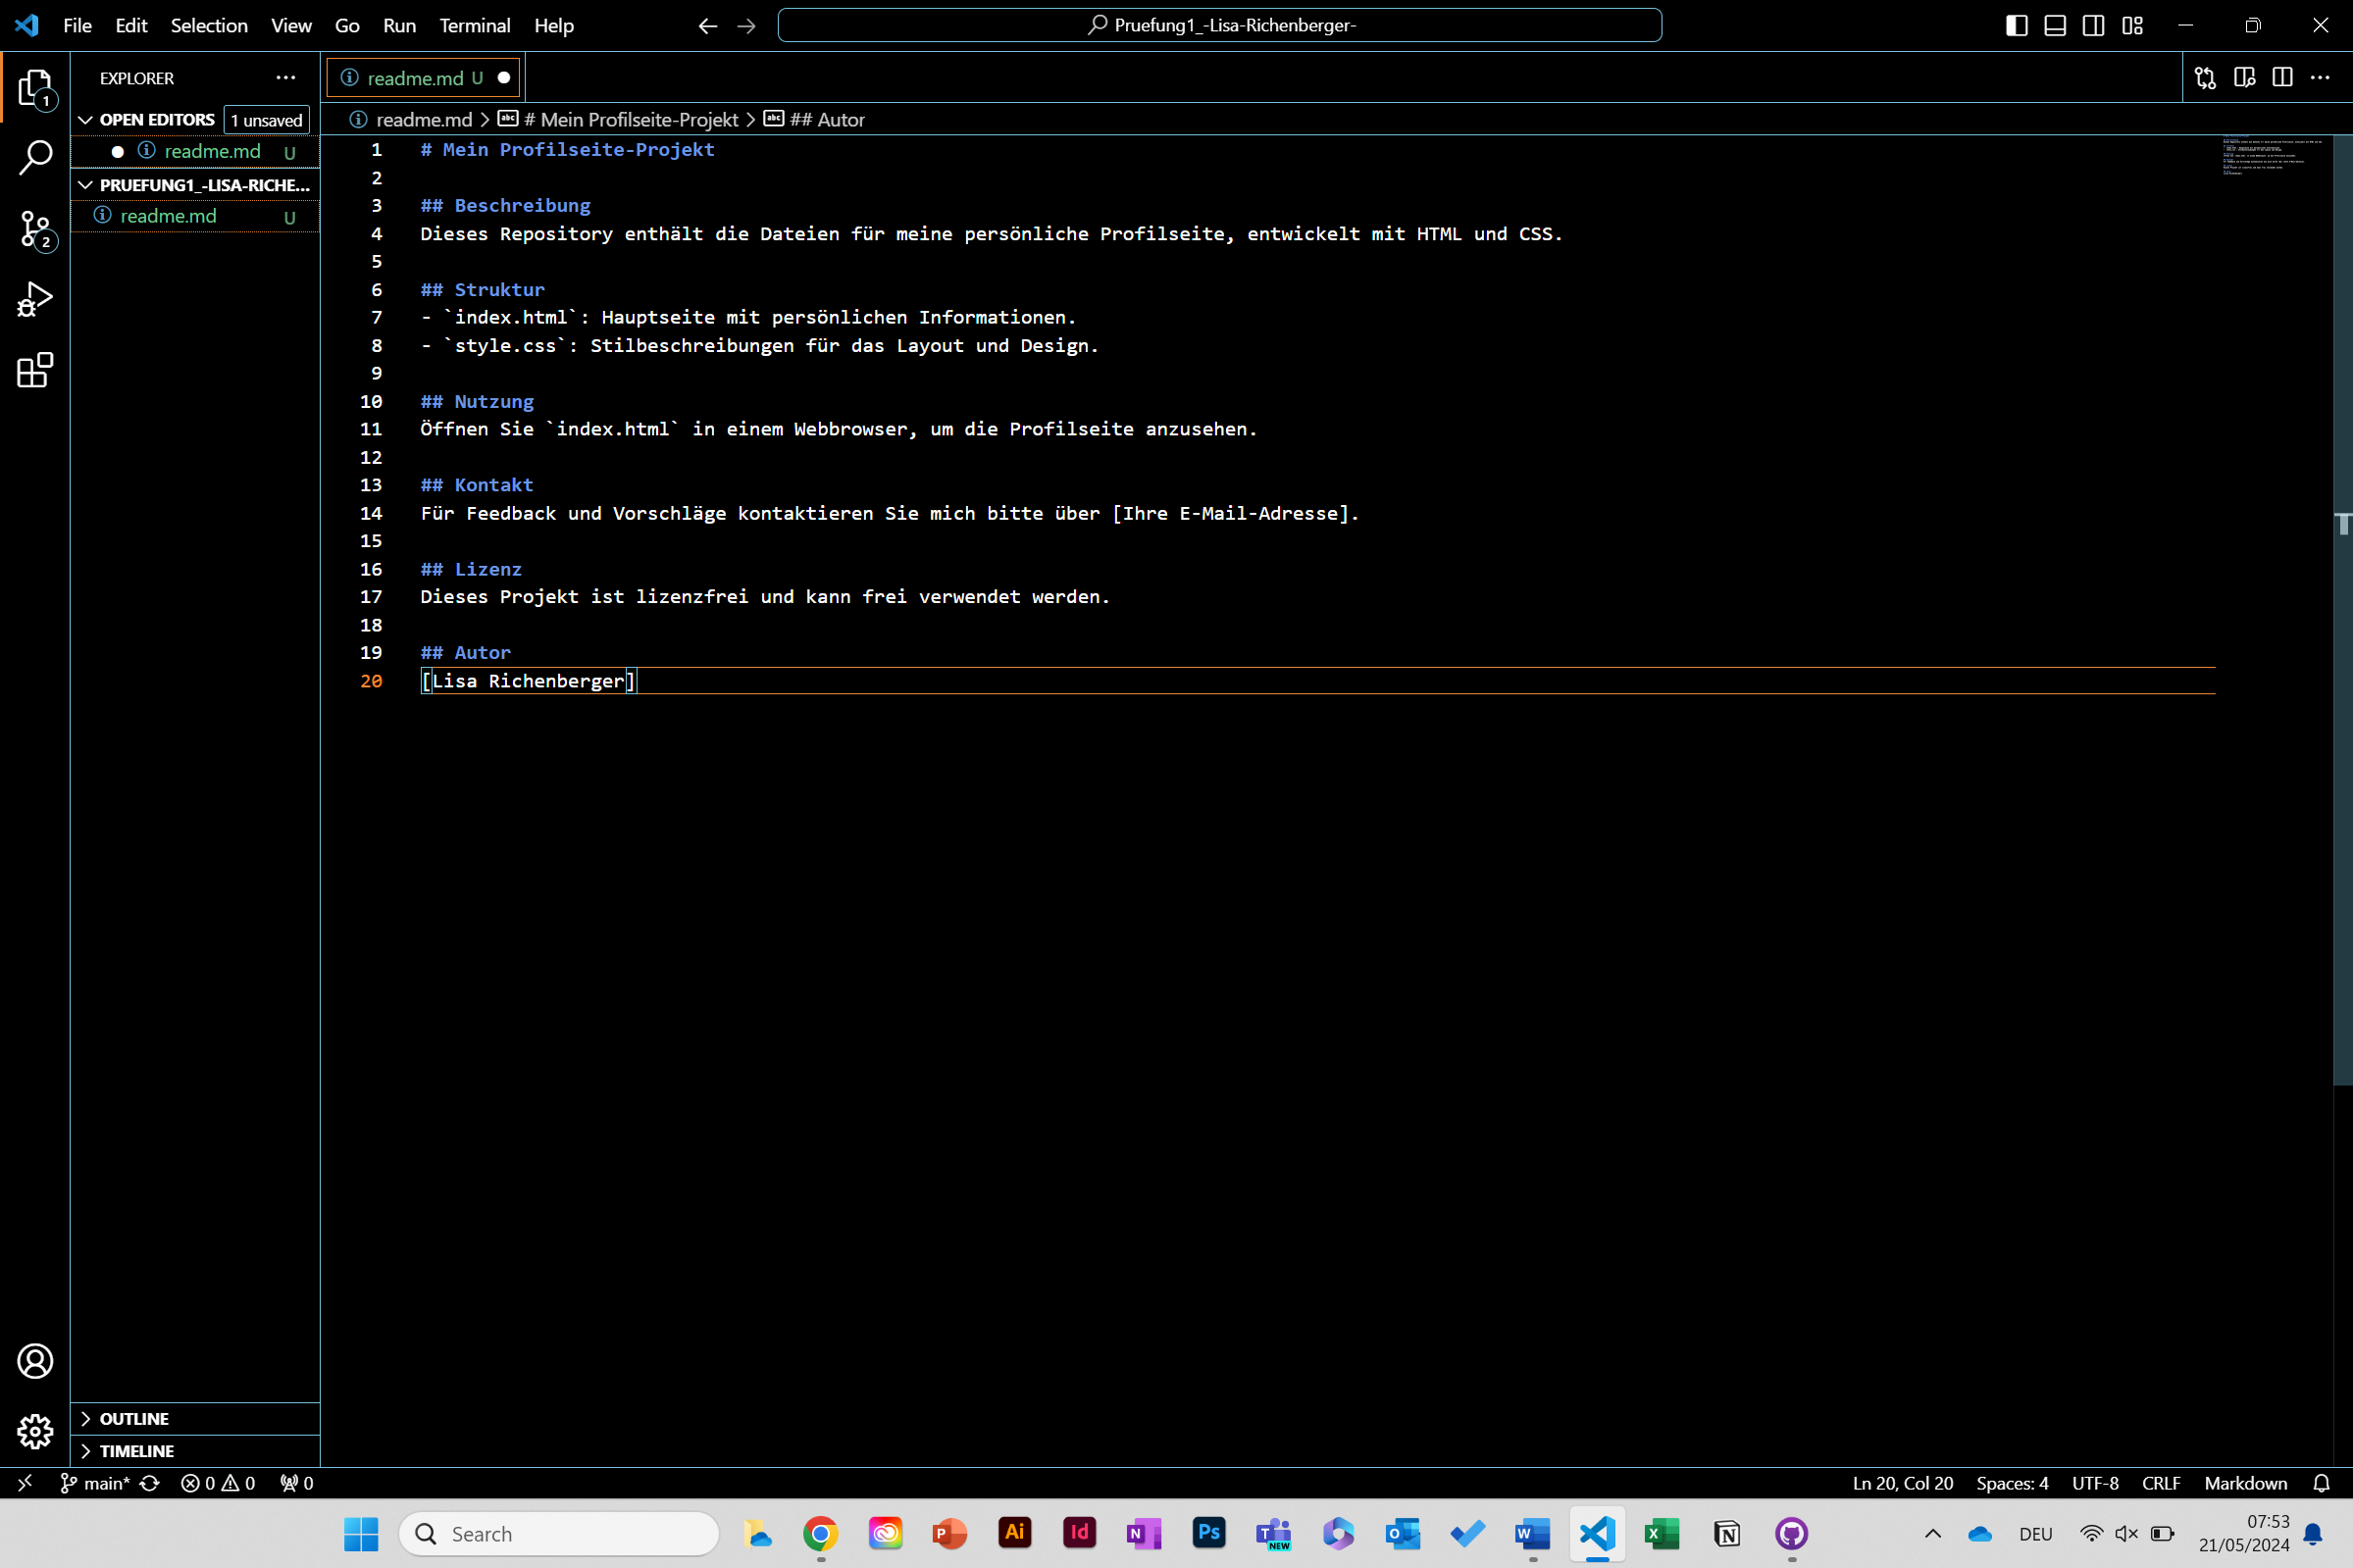 File Edit Selection View Go Run Terminal Help
Pruefung1_-Lisa-Richenberger-
EXPLORER
1
OPEN EDITORS 1 unsaved
readme.md U
PRUEFUNG1_-LISA-RICHE...
readme.md U
2
readme.md U
readme.md > # Mein Profilseite-Projekt > ## Autor
1 # Mein Profilseite-Projekt
2
3 ## Beschreibung
4 Dieses Repository enthält die Dateien für meine persönliche Profilseite, entwickelt mit HTML und CSS.
5
6 ## Struktur
7 - `index.html`: Hauptseite mit persönlichen Informationen.
8 - `style.css`: Stilbeschreibungen für das Layout und Design.
9
10 ## Nutzung
11 Öffnen Sie `index.html` in einem Webbrowser, um die Profilseite anzusehen.
12
13 ## Kontakt
14 Für Feedback und Vorschläge kontaktieren Sie mich bitte über [Ihre E-Mail-Adresse].
15
16 ## Lizenz
17 Dieses Projekt ist lizenzfrei und kann frei verwendet werden.
18
19 ## Autor
20 [Lisa Richenberger]
OUTLINE
TIMELINE
main* 0 0 0
Ln 20, Col 20 Spaces: 4 UTF-8 CRLF Markdown
Search
P Ai Id N Ps T NEW O W X N
DEU
07:53
21/05/2024